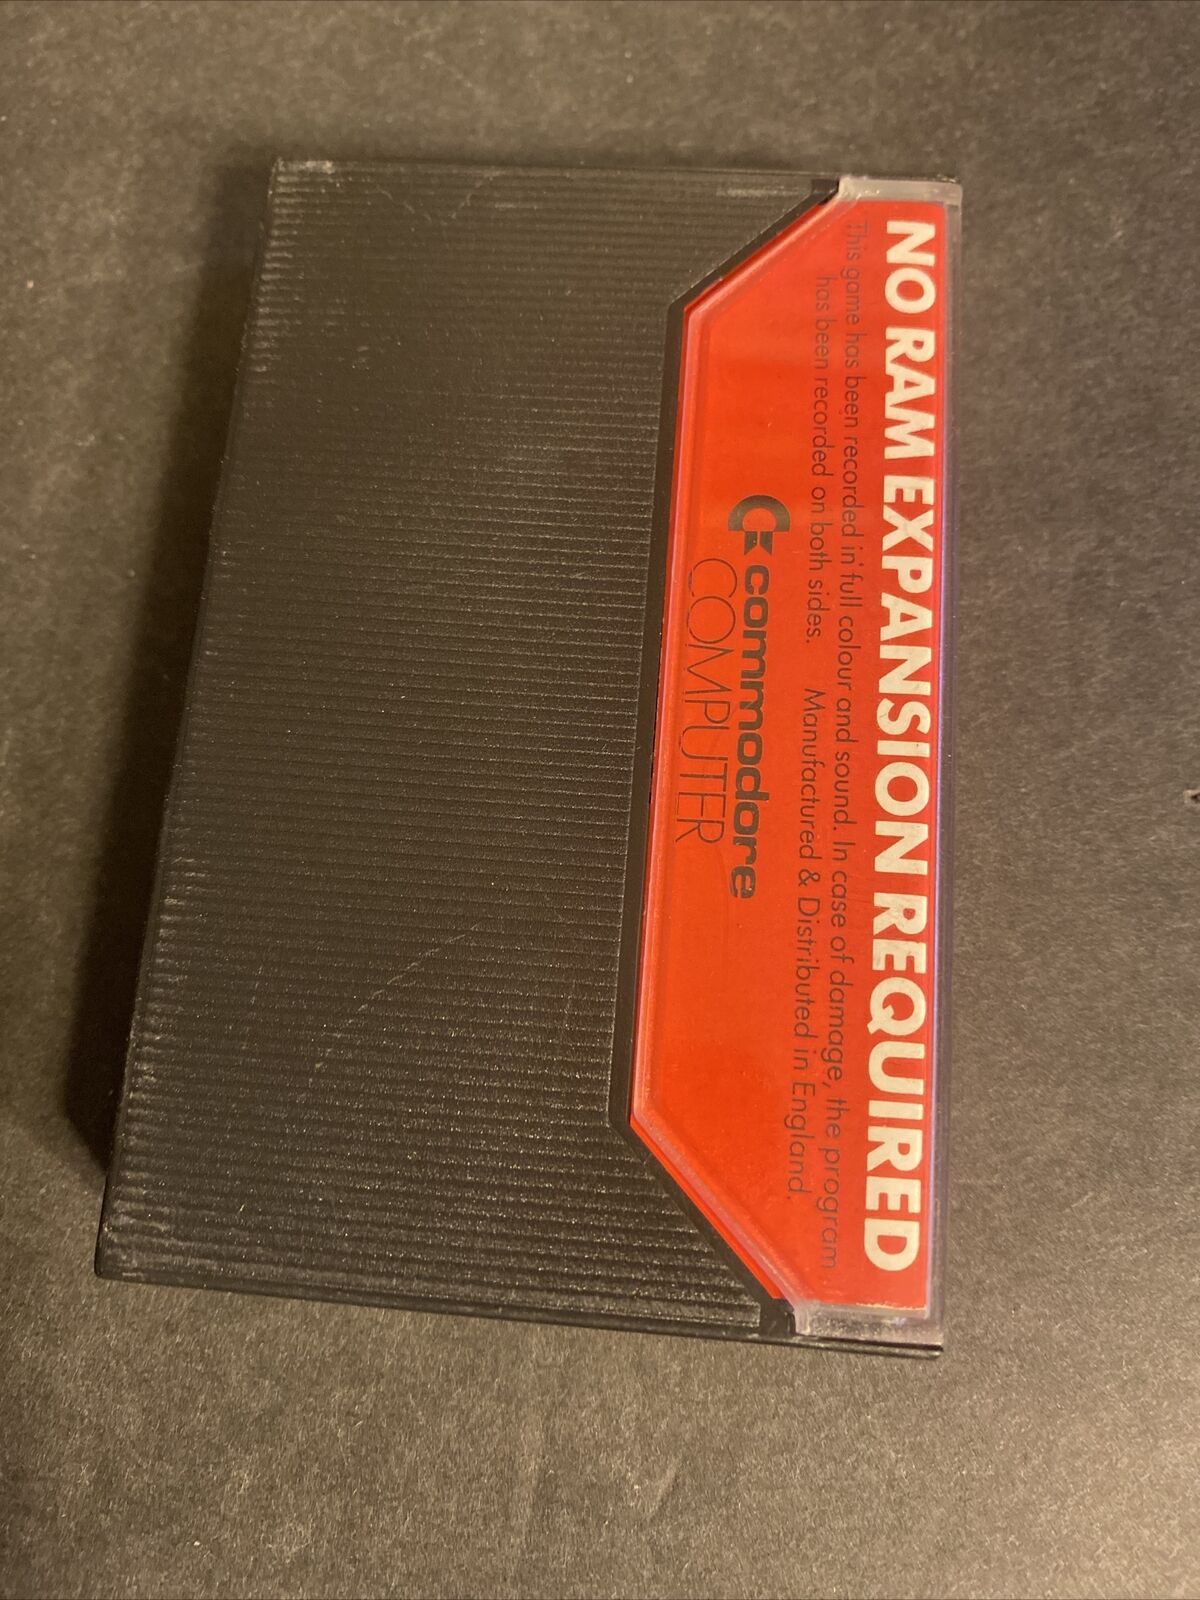 NO RAM EXPANSION REQUIRED
This game has been recorded in full colour and sound. In case of damage, the program
has been recorded on both sides. Manufactured & Distributed in England.
commodore
COMPUTER